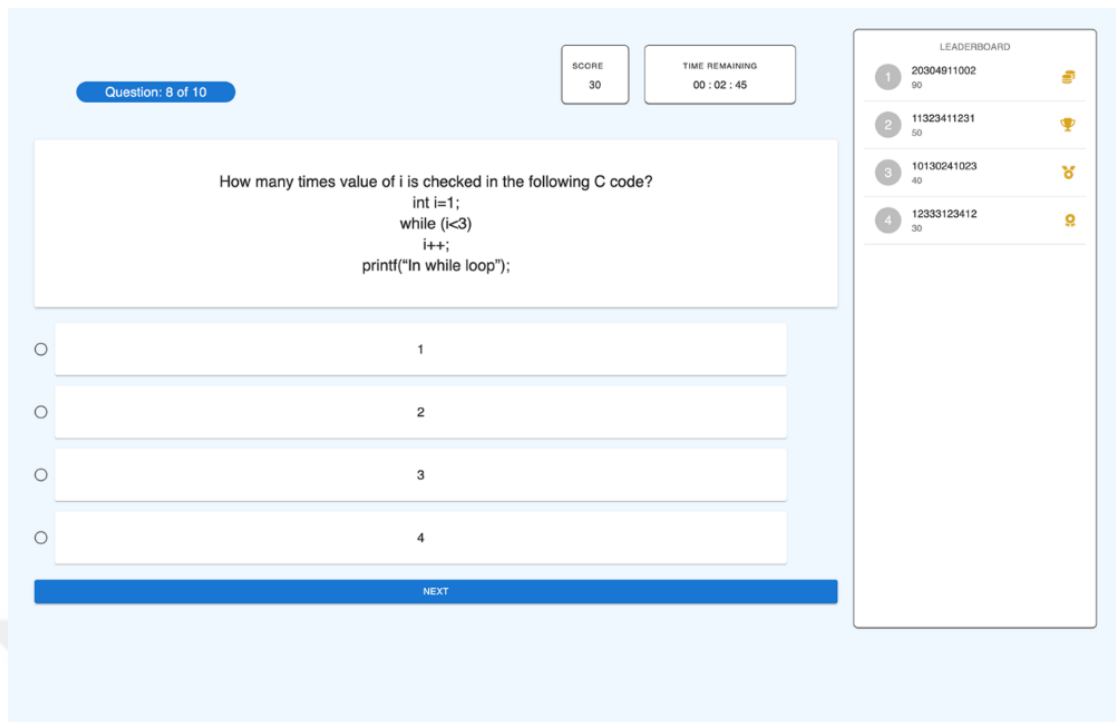 Question: 8 of 10
SCORE
30
TIME REMAINING
00 : 02 : 45
How many times value of i is checked in the following C code?
int i=1;
while (i<3)
i++;
printf(“In while loop”);
1
2
3
4
NEXT
LEADERBOARD
1
20304911002
90
2
11323411231
50
3
10130241023
40
4
12333123412
30